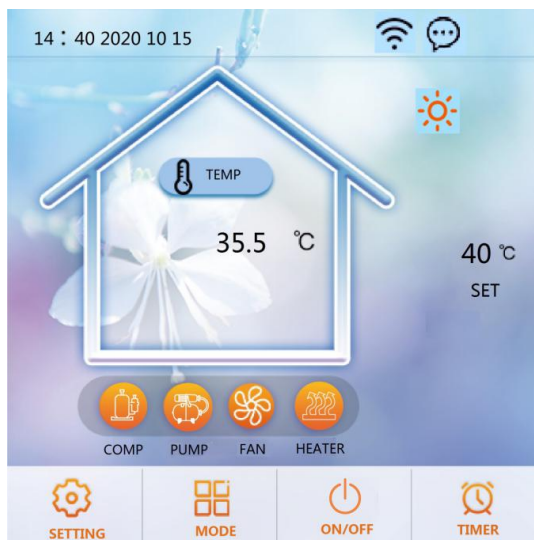 14：40 2020 10 15
TEMP
35.5 ℃
40 ℃
SET
COMP PUMP FAN HEATER
SETTING MODE ON/OFF TIMER